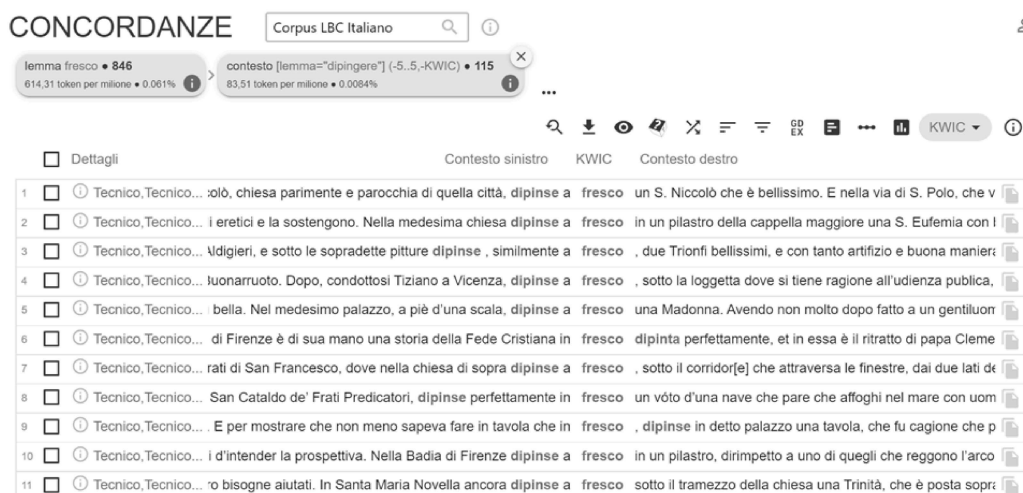 CONCORDANZE Corpus LBC Italiano
lemma fresco • 846 contesto [lemma="dipingere"] (-5..5,-KWIC) • 115
614,31 token per milione • 0.061% 83,51 token per milione • 0.0084%
GD EX KWIC
Dettagli Contesto sinistro KWIC Contesto destro
1 Tecnico,Tecnico... :olò, chiesa parimente e parocchia di quella città, dipinse a fresco un S. Niccolò che è bellissimo. E nella via di S. Polo, che v
2 Tecnico,Tecnico... i eretici e la sostengono. Nella medesima chiesa dipinse a fresco in un pilastro della cappella maggiore una S. Eufemia con
3 Tecnico,Tecnico... Aldigieri, e sotto le sopradette pitture dipinse , similmente a fresco , due Trionfi bellissimi, e con tanto artifizio e buona maniera
4 Tecnico,Tecnico... Buonarruoto. Dopo, condottosi Tiziano a Vicenza, dipinse a fresco , sotto la loggetta dove si tiene ragione all'udienza publica,
5 Tecnico,Tecnico... bella. Nel medesimo palazzo, a piè d'una scala, dipinse a fresco una Madonna. Avendo non molto dopo fatto a un gentiluom
6 Tecnico,Tecnico... di Firenze è di sua mano una storia della Fede Cristiana in fresco dipinta perfettamente, et in essa è il ritratto di papa Cleme
7 Tecnico,Tecnico... rati di San Francesco, dove nella chiesa di sopra dipinse a fresco , sotto il corridor[e] che attraversa le finestre, dai due lati de
8 Tecnico,Tecnico... San Cataldo de' Frati Predicatori, dipinse perfettamente in fresco un vóto d'una nave che pare che affoghi nel mare con uom
9 Tecnico,Tecnico... . E per mostrare che non meno sapeva fare in tavola che in fresco , dipinse in detto palazzo una tavola, che fu cagione che p
10 Tecnico,Tecnico... i d'intender la prospettiva. Nella Badia di Firenze dipinse a fresco in un pilastro, dirimpetto a uno di quegli che reggono l'arco
11 Tecnico,Tecnico... ro bisogne aiutati. In Santa Maria Novella ancora dipinse a fresco sotto il tramezzo della chiesa una Trinità, che è posta sopra